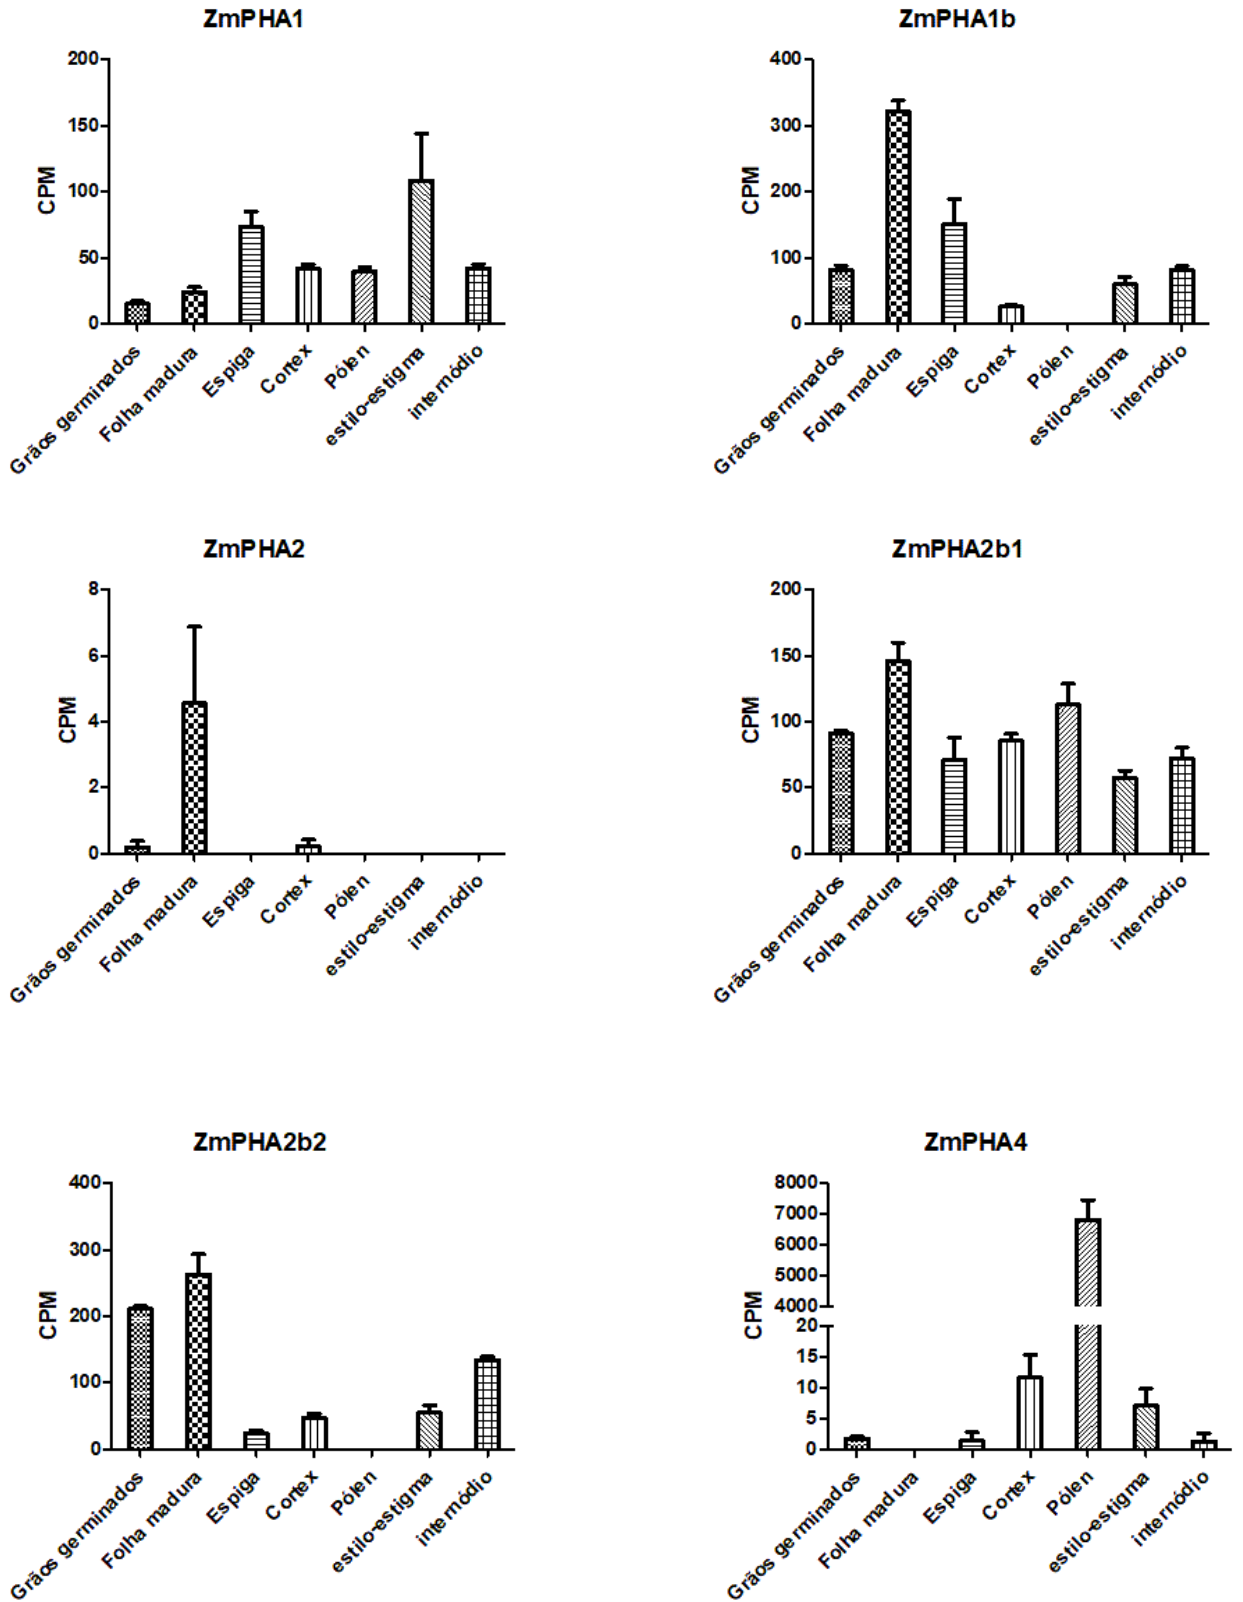 ZmPHA1
200
150
100
50
0
CPM
Grãos germinados
Folha madura
Espiga
Cortex
Pólen
estilo-estigma
internódio
ZmPHA1b
400
300
200
100
0
CPM
Grãos germinados
Folha madura
Espiga
Cortex
Pólen
estilo-estigma
internódio
ZmPHA2
8
6
4
2
0
CPM
Grãos germinados
Folha madura
Espiga
Cortex
Pólen
estilo-estigma
internódio
ZmPHA2b1
200
150
100
50
0
CPM
Grãos germinados
Folha madura
Espiga
Cortex
Pólen
estilo-estigma
internódio
ZmPHA2b2
400
300
200
100
0
CPM
Grãos germinados
Folha madura
Espiga
Cortex
Pólen
estilo-estigma
internódio
ZmPHA4
8000
7000
6000
5000
4000
20
15
10
5
0
CPM
Grãos germinados
Folha madura
Espiga
Cortex
Pólen
estilo-estigma
internódio